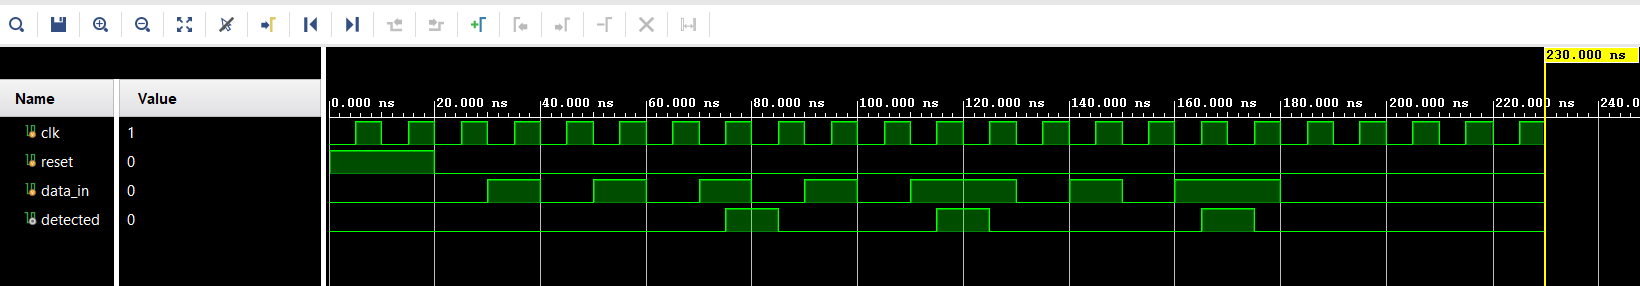 230.000 ns
Name Value
0.000 ns 20.000 ns 40.000 ns 60.000 ns 80.000 ns 100.000 ns 120.000 ns 140.000 ns 160.000 ns 180.000 ns 200.000 ns 220.000 ns 240.0
clk 1
reset 0
data_in 0
detected 0